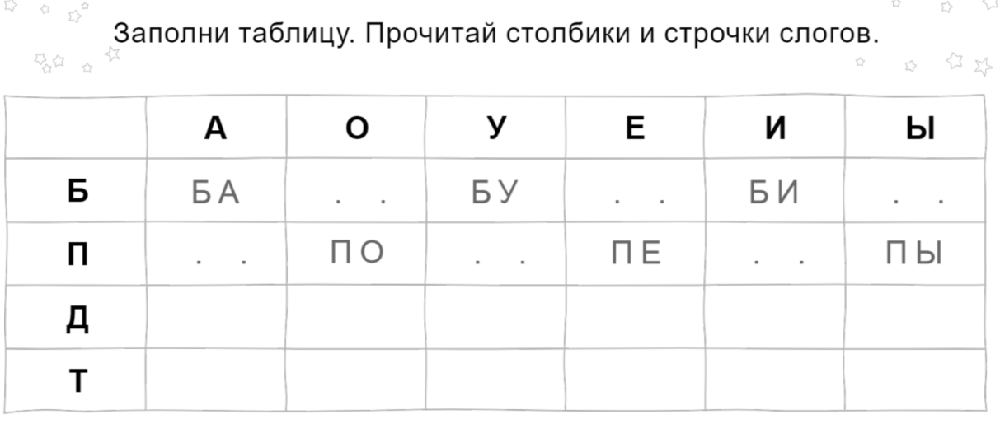 Заполни таблицу. Прочитай столбики и строчки слогов.
А О У Е И Ы
Б БА . . БУ . . БИ . .
П . . ПО . . ПЕ . . ПЫ
Д
Т